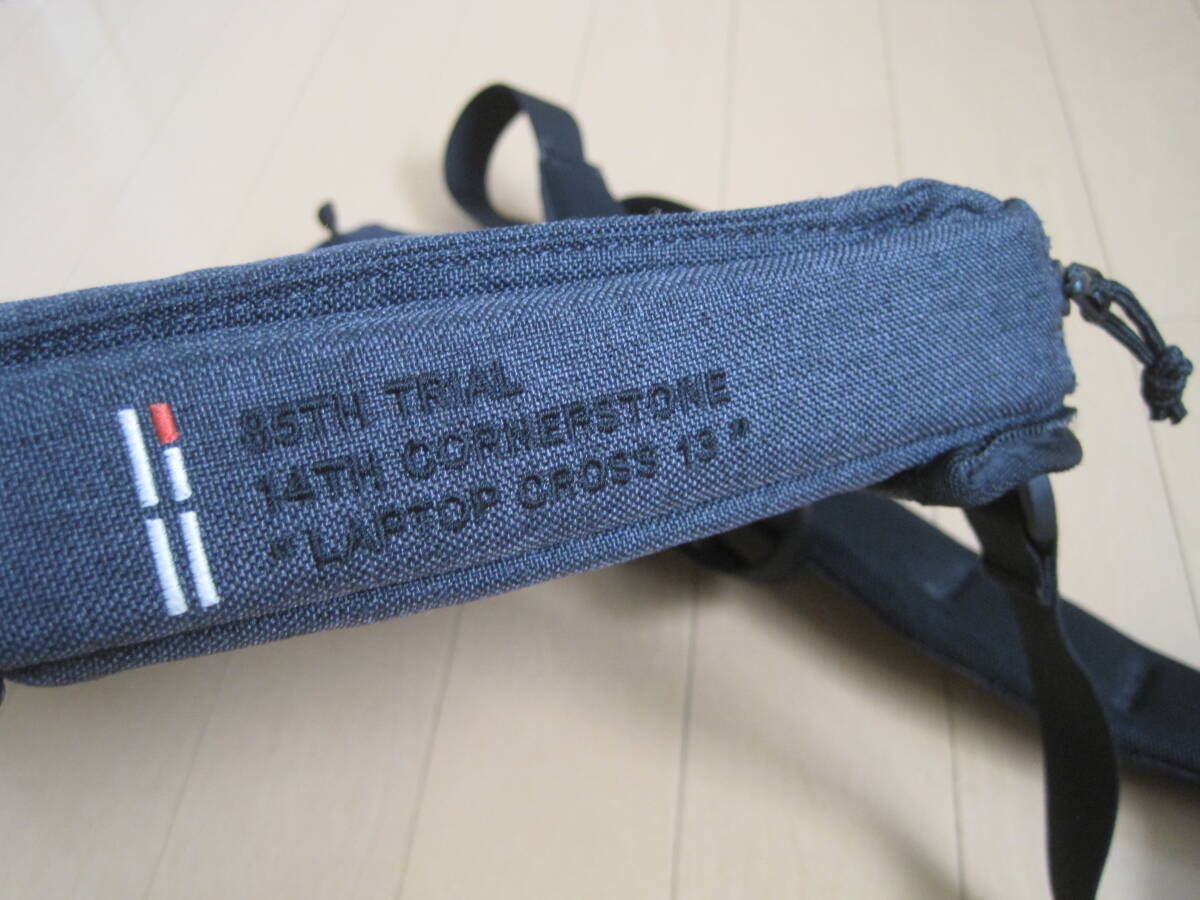 85TH TRIAL
14TH CORNERSTONE
"LAPTOP CROSS 13"